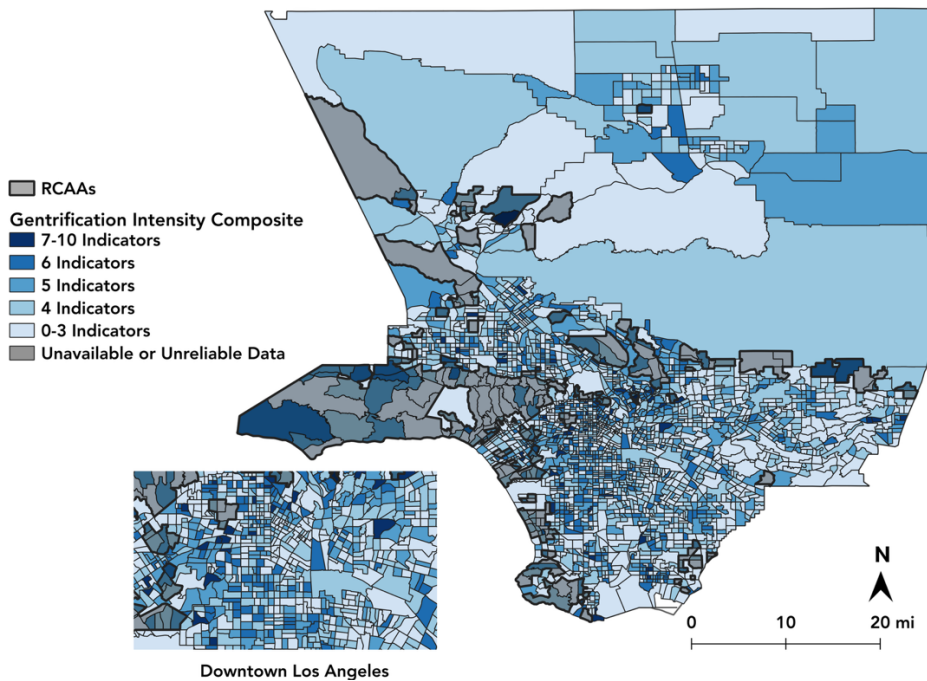 RCAAs
Gentrification Intensity Composite
7-10 Indicators
6 Indicators
5 Indicators
4 Indicators
0-3 Indicators
Unavailable or Unreliable Data
N
0 10 20 mi
Downtown Los Angeles